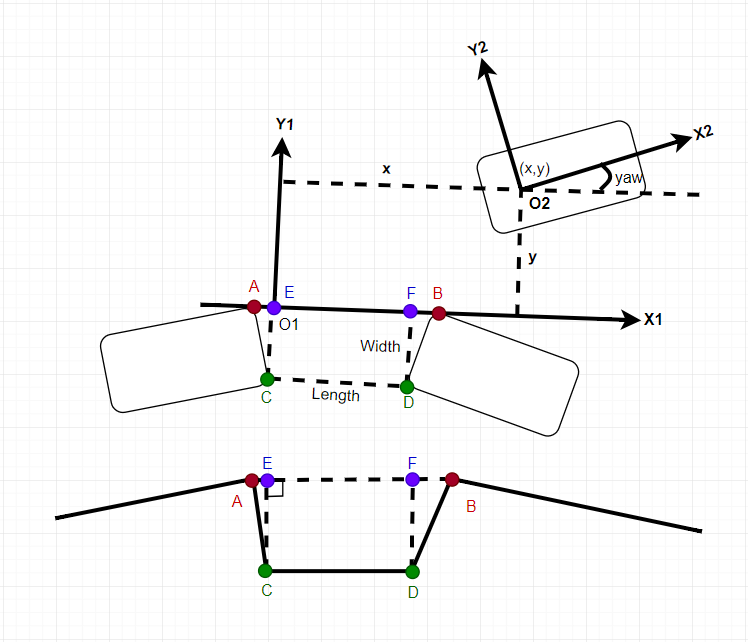 Y2
X2
Y1
(x,y)
x
yaw
O2
y
A
E
F
B
O1
X1
Width
C
Length
D
E
F
A
B
C
D